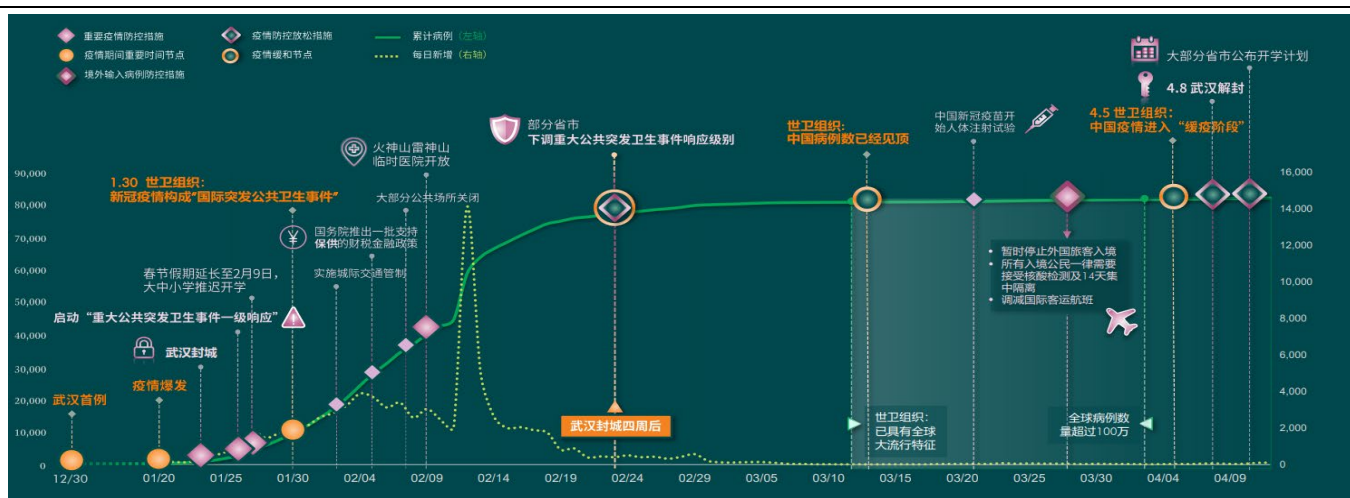 重要疫情防控措施
疫情防控放松措施
累计病例 (左轴)
疫情期间重要时间节点
疫情缓和节点
每日新增 (右轴)
境外输入病例防控措施
大部分省市公布开学计划
4.8 武汉解封
部分省市
下调重大公共突发卫生事件响应级别
世卫组织:
中国病例数已经见顶
中国新冠疫苗开
始人体注射试验
4.5 世卫组织:
中国疫情进入“缓疫阶段”
火神山雷神山
临时医院开放
1.30 世卫组织:
新冠疫情构成“国际突发公共卫生事件”
大部分公共场所关闭
国务院推出一批支持
保供的财税金融政策
实施城际交通管制
春节假期延长至2月9日,
大中小学推迟开学
启动“重大公共突发卫生事件一级响应”
武汉封城
疫情爆发
武汉首例
暂时停止外国旅客入境
所有入境公民一律需要
接受核酸检测及14天集
中隔离
调减国际客运航班
武汉封城四周后
世卫组织:
已具有全球
大流行特征
全球病例数
量超过100万
90,000
80,000
70,000
60,000
50,000
40,000
30,000
20,000
10,000
0
16,000
14,000
12,000
10,000
8,000
6,000
4,000
2,000
0
12/30 01/20 01/25 01/30 02/04 02/09 02/14 02/19 02/24 02/29 03/05 03/10 03/15 03/20 03/25 03/30 04/04 04/09